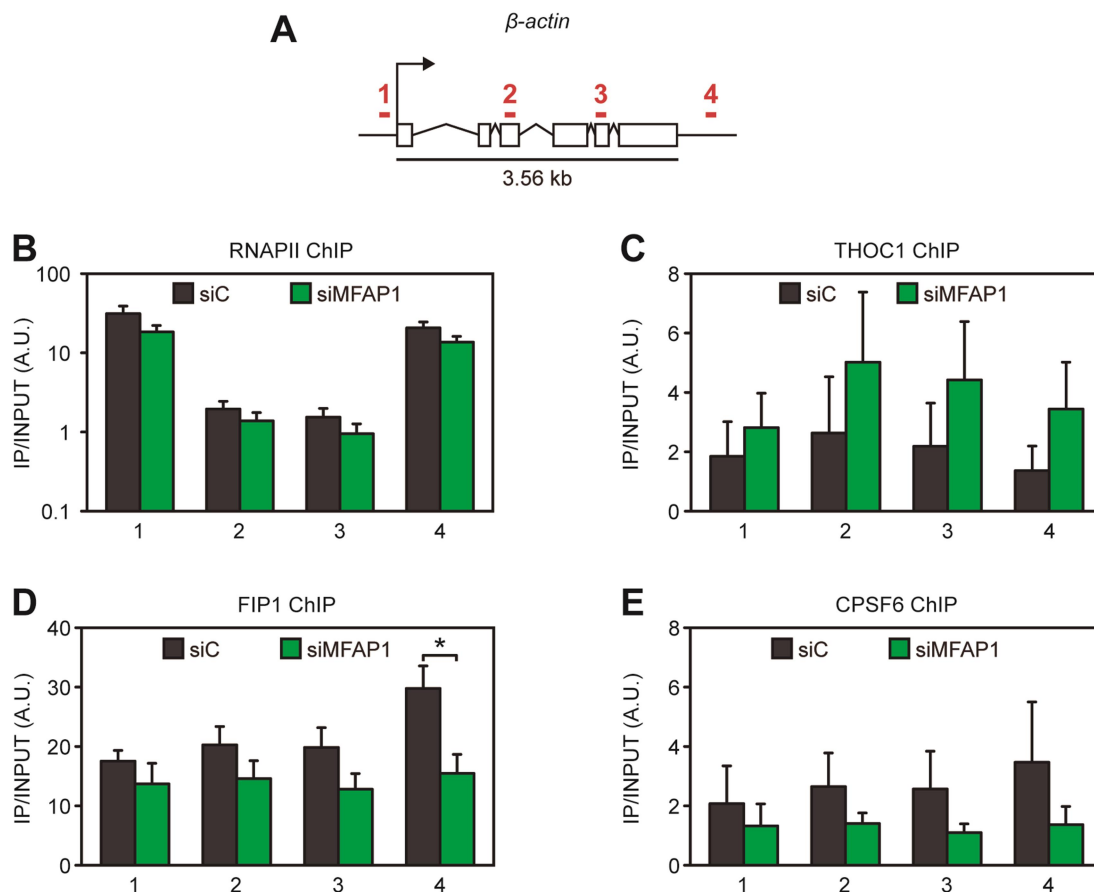 A
β-actin
1
2
3
4
3.56 kb
B
RNAPII ChIP
siC
siMFAP1
IP/INPUT (A.U.)
100
10
1
0.1
1 2 3 4
C
THOC1 ChIP
siC
siMFAP1
IP/INPUT (A.U.)
8
6
4
2
0
1 2 3 4
D
FIP1 ChIP
siC
siMFAP1
*
IP/INPUT (A.U.)
40
30
20
10
0
1 2 3 4
E
CPSF6 ChIP
siC
siMFAP1
IP/INPUT (A.U.)
8
6
4
2
0
1 2 3 4